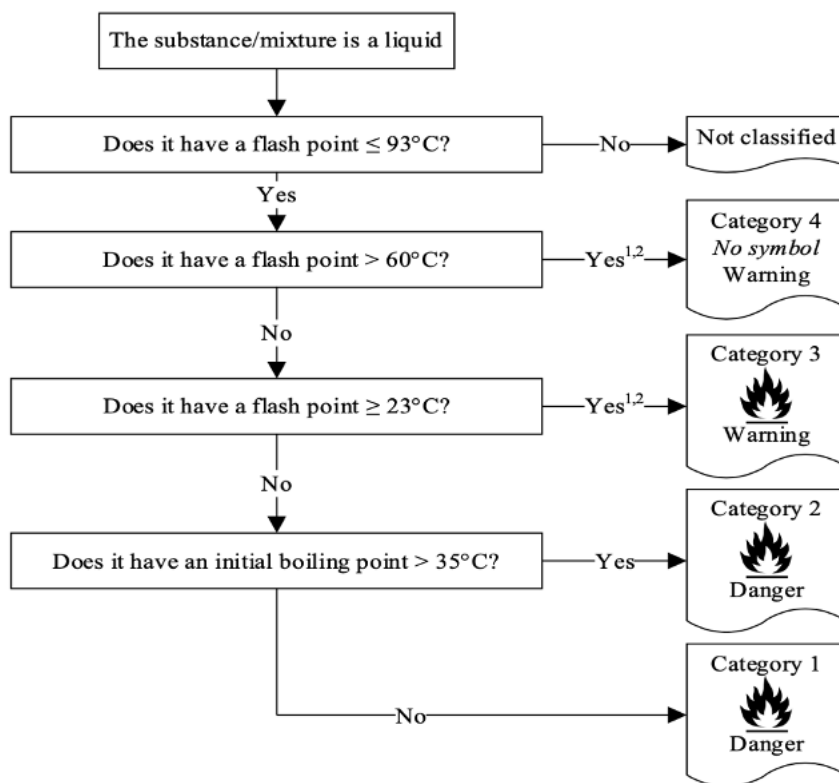 The substance/mixture is a liquid
Does it have a flash point ≤ 93°C?
No
Not classified
Yes
Does it have a flash point > 60°C?
Yes1,2
Category 4
No symbol
Warning
No
Does it have a flash point ≥ 23°C?
Yes1,2
Category 3
Warning
No
Does it have an initial boiling point > 35°C?
Yes
Category 2
Danger
No
Category 1
Danger